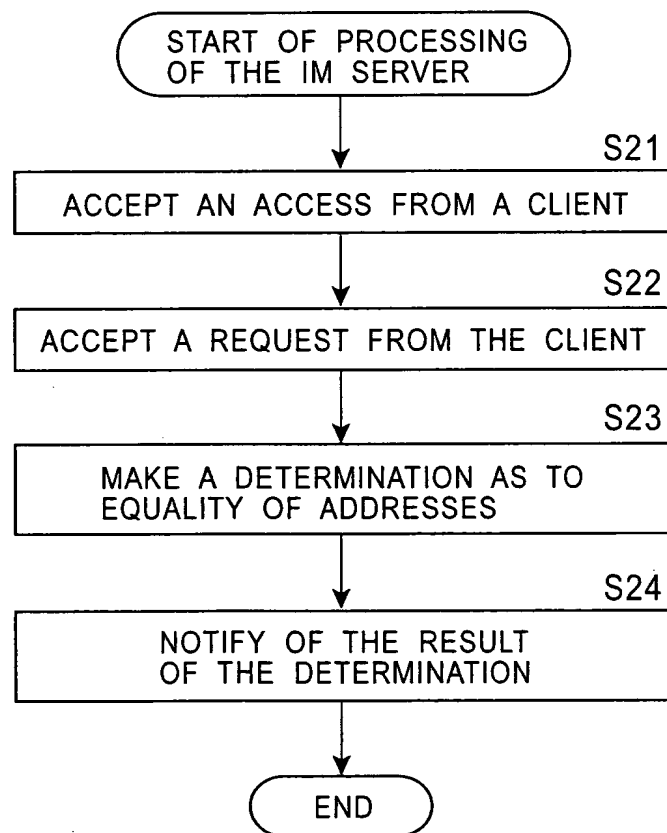 START OF PROCESSING
OF THE IM SERVER
S21
ACCEPT AN ACCESS FROM A CLIENT
S22
ACCEPT A REQUEST FROM THE CLIENT
S23
MAKE A DETERMINATION AS TO
EQUALITY OF ADDRESSES
S24
NOTIFY OF THE RESULT
OF THE DETERMINATION
END